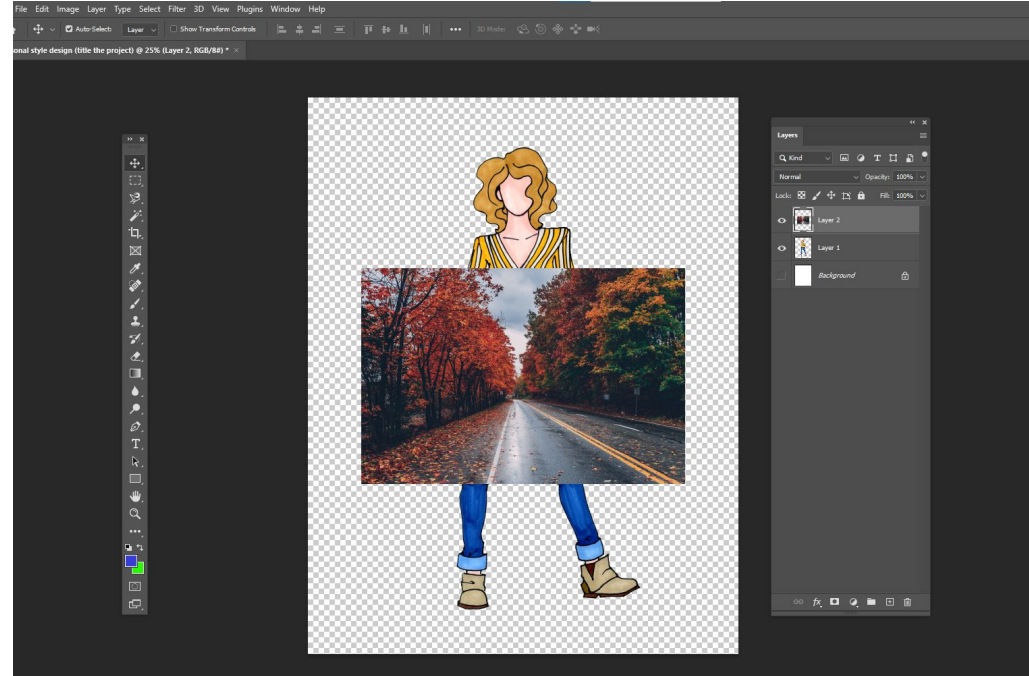 File Edit Image Layer Type Select Filter 3D View Plugins Window Help
Auto-Select: Layer Show Transform Controls 3D Mode:
onal style design (title the project) @ 25% (Layer 2, RGB/8#) * ×
Layers
Kind
Normal Opacity: 100%
Lock: Fill: 100%
Layer 2
Layer 1
Background